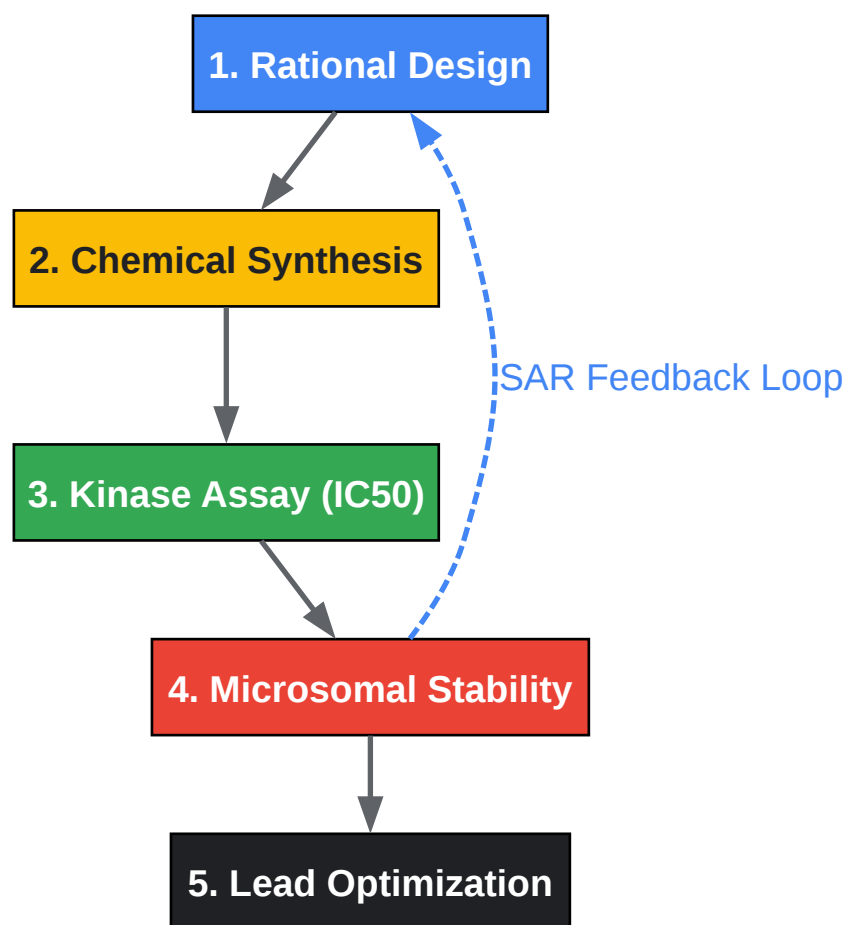 1. Rational Design
2. Chemical Synthesis
SAR Feedback Loop
3. Kinase Assay (IC50)
4. Microsomal Stability
5. Lead Optimization